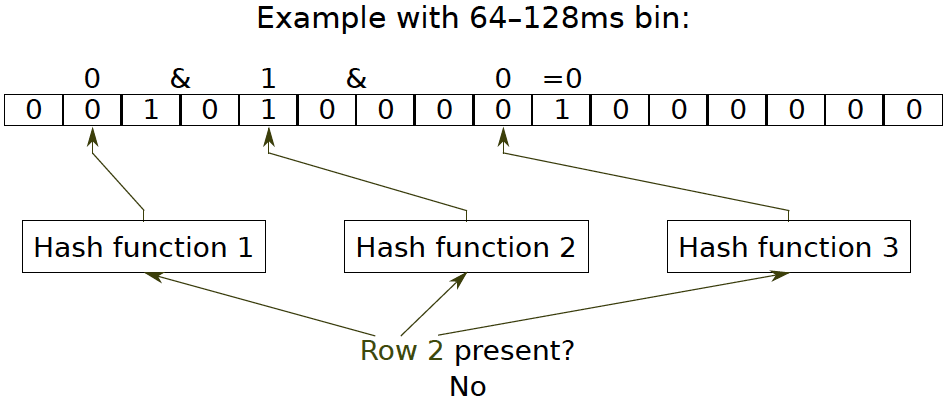 Example with 64–128ms bin:
0 & 1 & 0 =0
0 0 1 0 1 0 0 0 0 1 0 0 0 0 0 0
Hash function 1 Hash function 2 Hash function 3
Row 2 present?
No